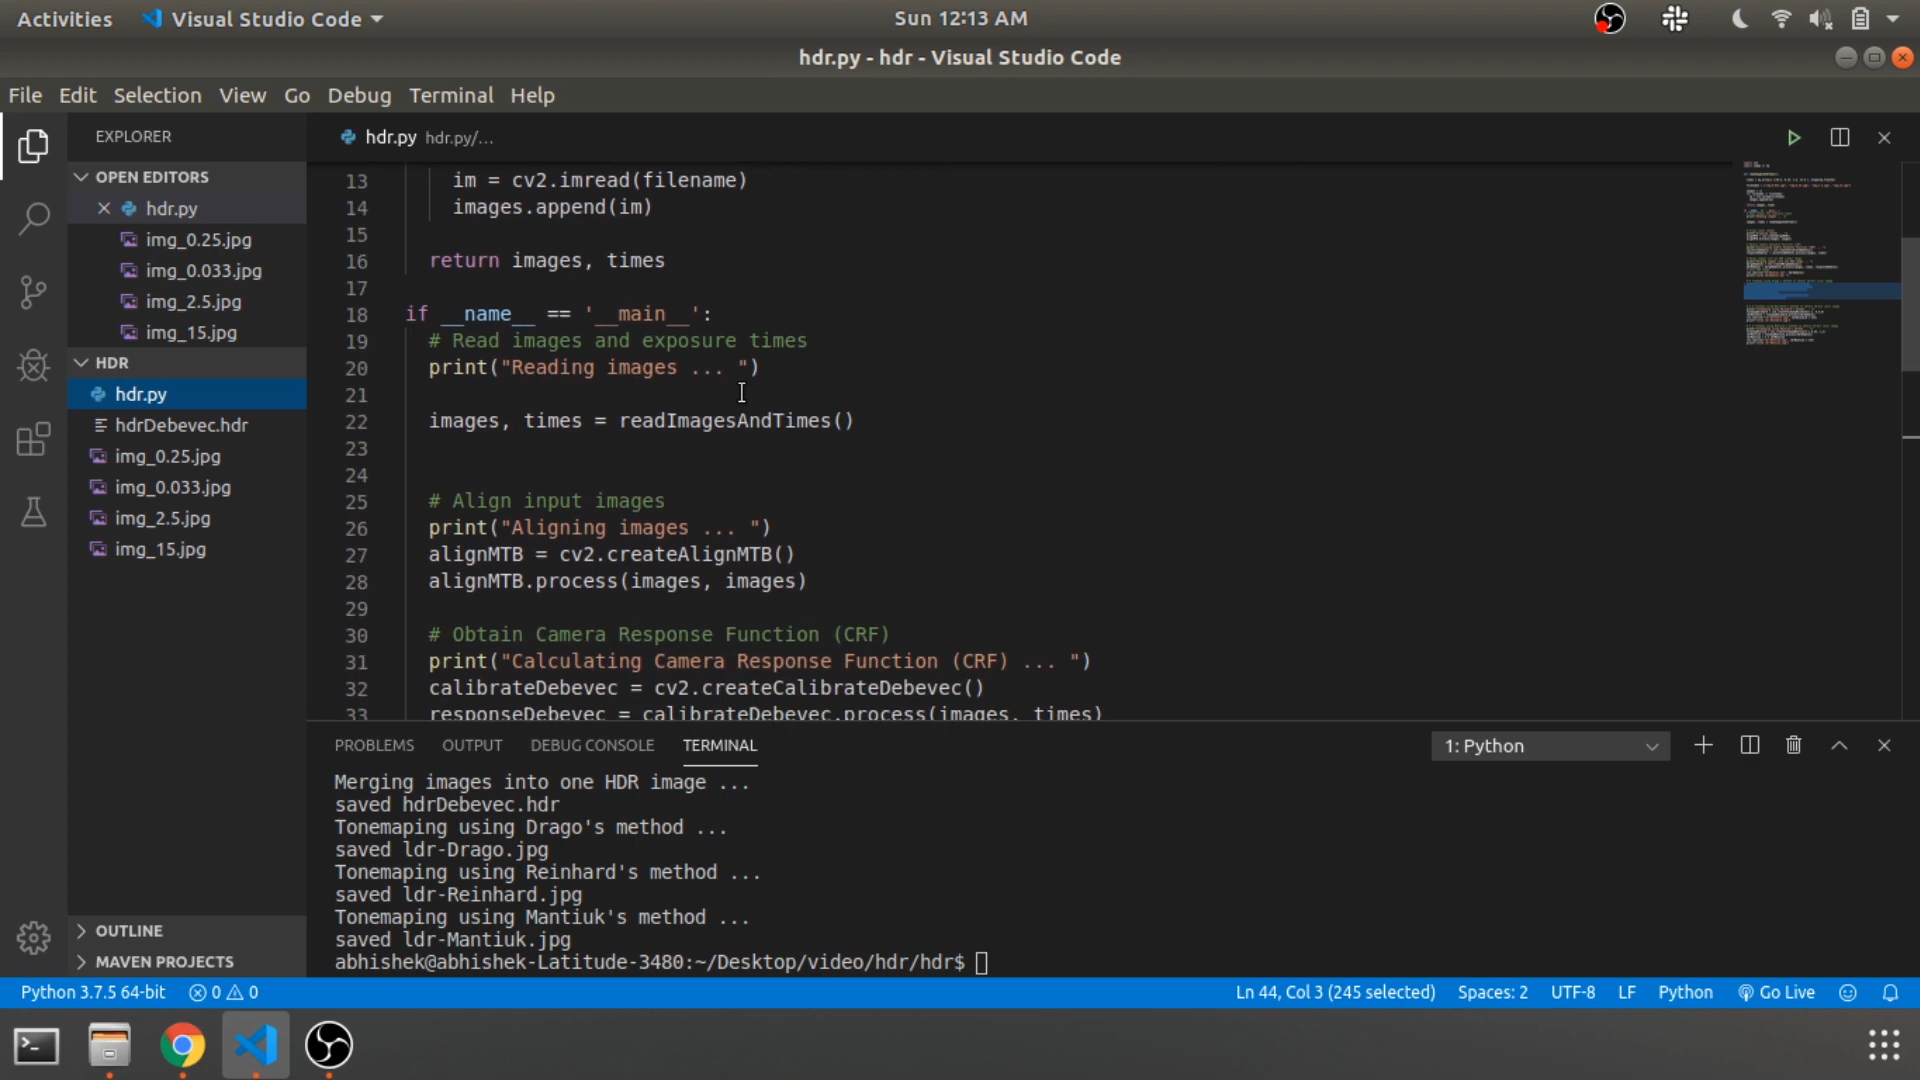 Activities Visual Studio Code Sun 12:13 AM
hdr.py - hdr - Visual Studio Code
File Edit Selection View Go Debug Terminal Help
EXPLORER
OPEN EDITORS
hdr.py
img_0.25.jpg
img_0.033.jpg
img_2.5.jpg
img_15.jpg
HDR
hdr.py
hdrDebevec.hdr
img_0.25.jpg
img_0.033.jpg
img_2.5.jpg
img_15.jpg
OUTLINE
MAVEN PROJECTS
hdr.py hdr.py/...
13 im = cv2.imread(filename)
14 images.append(im)
15
16 return images, times
17
18 if __name__ == '__main__':
19 # Read images and exposure times
20 print("Reading images ... ")
21
22 images, times = readImagesAndTimes()
23
24
25 # Align input images
26 print("Aligning images ... ")
27 alignMTB = cv2.createAlignMTB()
28 alignMTB.process(images, images)
29
30 # Obtain Camera Response Function (CRF)
31 print("Calculating Camera Response Function (CRF) ... ")
32 calibrateDebevec = cv2.createCalibrateDebevec()
33 responseDebevec = calibrateDebevec.process(images, times)
PROBLEMS OUTPUT DEBUG CONSOLE TERMINAL 1: Python
Merging images into one HDR image ...
saved hdrDebevec.hdr
Tonemaping using Drago's method ...
saved ldr-Drago.jpg
Tonemaping using Reinhard's method ...
saved ldr-Reinhard.jpg
Tonemaping using Mantiuk's method ...
saved ldr-Mantiuk.jpg
abhishek@abhishek-Latitude-3480:~/Desktop/video/hdr/hdr$
Python 3.7.5 64-bit 0 0 Ln 44, Col 3 (245 selected) Spaces: 2 UTF-8 LF Python Go Live